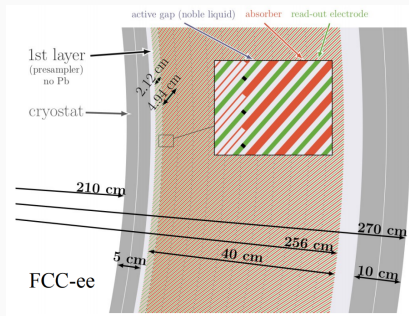 active gap (noble liquid) absorber read-out electrode
1st layer
(presampler)
no Pb
2.12 cm
4.94 cm
cryostat
210 cm
270 cm
256 cm
40 cm
5 cm
10 cm
FCC-ee